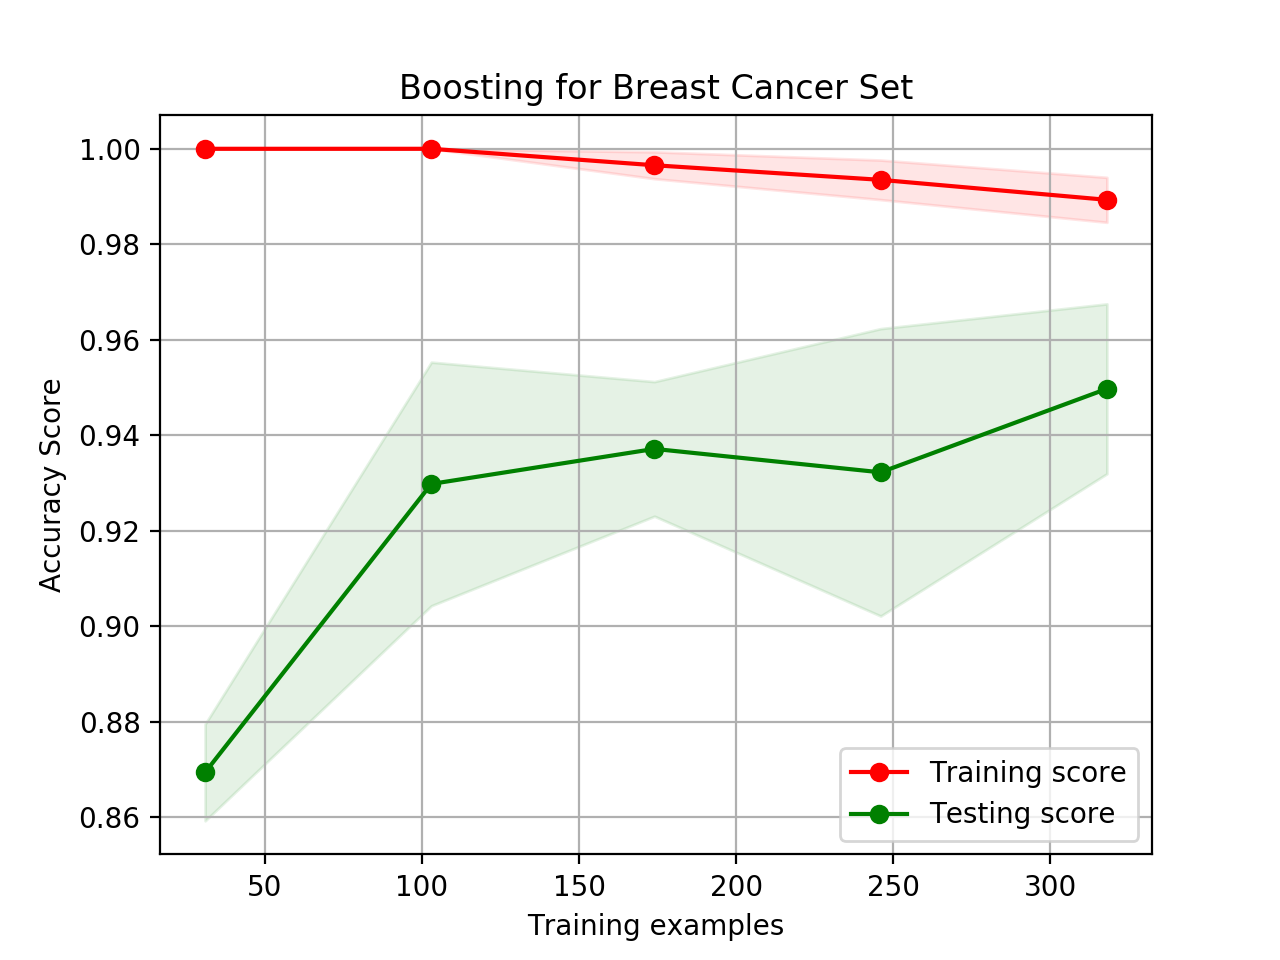 Boosting for Breast Cancer Set
1.00
0.98
0.96
0.94
0.92
0.90
0.88
0.86
Accuracy Score
50 100 150 200 250 300
Training examples
Training score
Testing score